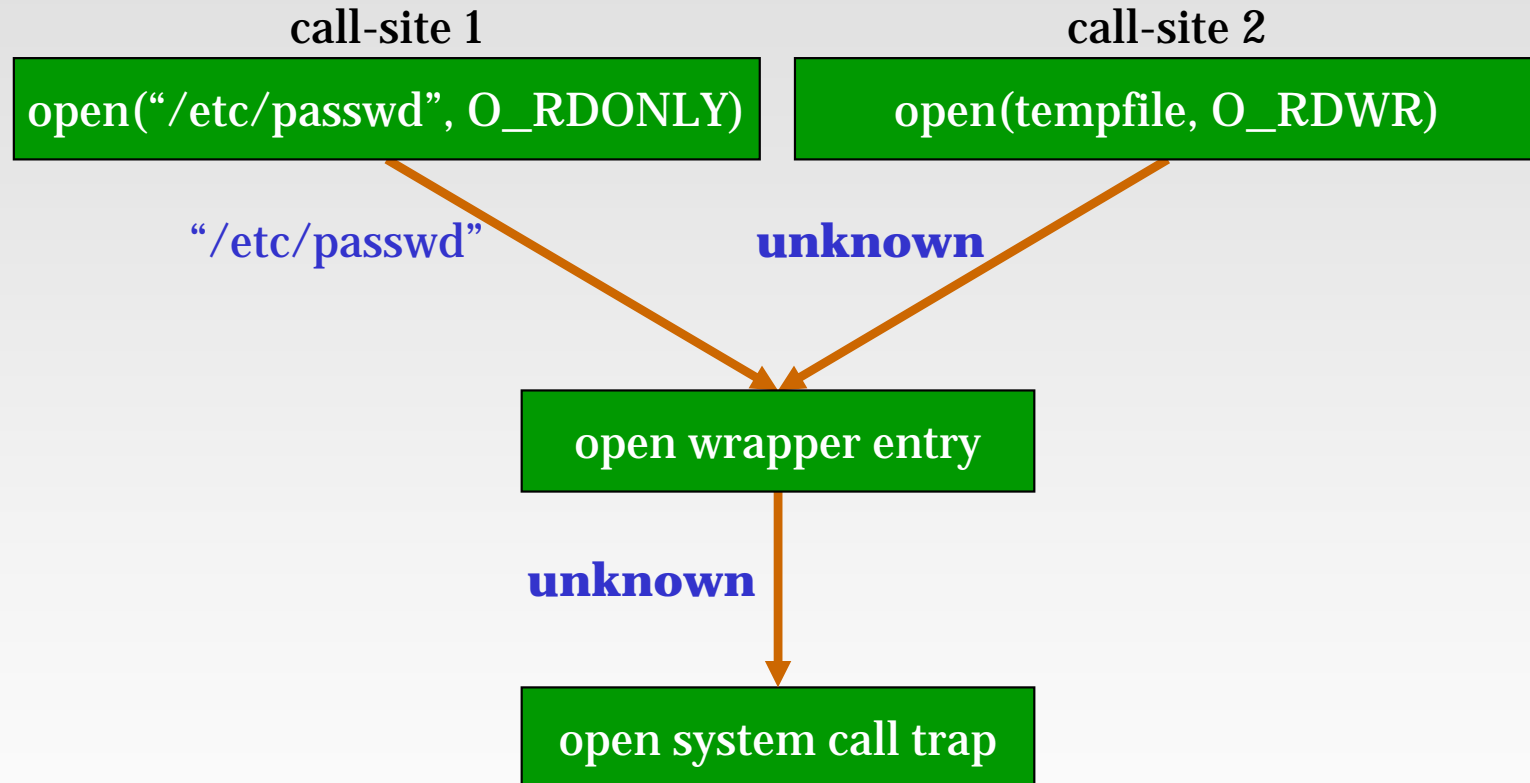 call-site 1
call-site 2
open(“/etc/passwd”, O_RDONLY)
open(tempfile, O_RDWR)
“/etc/passwd”
unknown
open wrapper entry
unknown
open system call trap